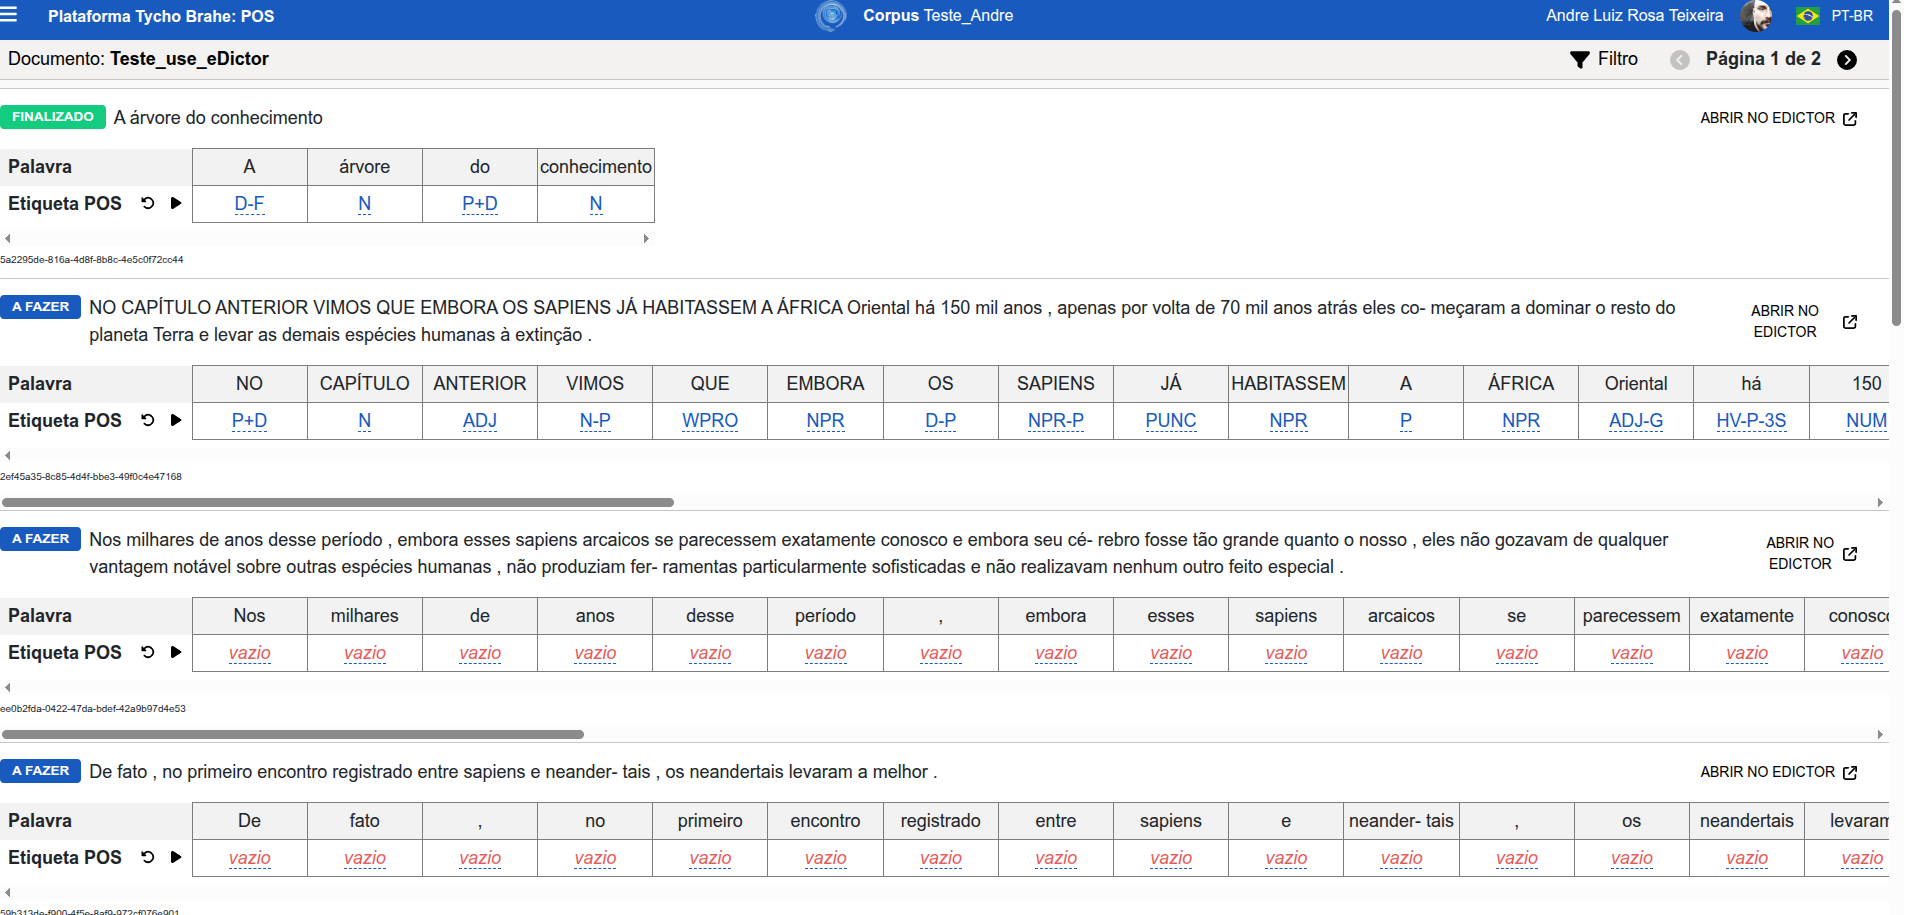 Plataforma Tycho Brahe: POS
Corpus Teste_Andre
Andre Luiz Rosa Teixeira
PT-BR
Documento: Teste_use_eDictor
Filtro
Página 1 de 2
FINALIZADO A árvore do conhecimento
ABRIR NO EDICTOR
Palavra A árvore do conhecimento
Etiqueta POS D-F N P+D N
5a2295de-816a-4d8f-8b8c-4e5c0f72cc44
A FAZER NO CAPÍTULO ANTERIOR VIMOS QUE EMBORA OS SAPIENS JÁ HABITASSEM A ÁFRICA Oriental há 150 mil anos , apenas por volta de 70 mil anos atrás eles co- meçaram a dominar o resto do
planeta Terra e levar as demais espécies humanas à extinção .
ABRIR NO
EDICTOR
Palavra NO CAPÍTULO ANTERIOR VIMOS QUE EMBORA OS SAPIENS JÁ HABITASSEM A ÁFRICA Oriental há 150
Etiqueta POS P+D N ADJ N-P WPRO NPR D-P NPR-P PUNC NPR P NPR ADJ-G HV-P-3S NUM
2ef45a35-8c85-4d4f-bbe3-49f0c4e47168
A FAZER Nos milhares de anos desse período , embora esses sapiens arcaicos se parecessem exatamente conosco e embora seu cé- rebro fosse tão grande quanto o nosso , eles não gozavam de qualquer
vantagem notável sobre outras espécies humanas , não produziam fer- ramentas particularmente sofisticadas e não realizavam nenhum outro feito especial .
ABRIR NO
EDICTOR
Palavra Nos milhares de anos desse período , embora esses sapiens arcaicos se parecessem exatamente conosco
Etiqueta POS vazio vazio vazio vazio vazio vazio vazio vazio vazio vazio vazio vazio vazio vazio vazio
ee0b2fda-0422-47da-bdef-42a9b97d4e53
A FAZER De fato , no primeiro encontro registrado entre sapiens e neander- tais , os neandertais levaram a melhor .
ABRIR NO EDICTOR
Palavra De fato , no primeiro encontro registrado entre sapiens e neander- tais , os neandertais levaram
Etiqueta POS vazio vazio vazio vazio vazio vazio vazio vazio vazio vazio vazio vazio vazio vazio vazio
59b313de-f900-4f5e-8af9-972cf076e901